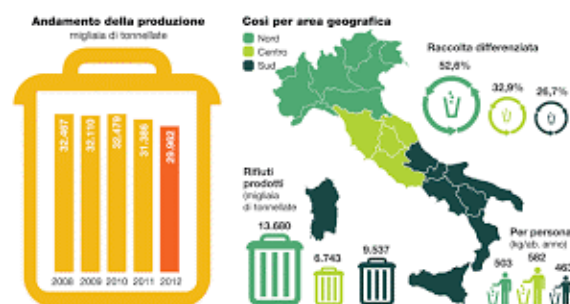 Andamento della produzione
migliaia di tonnellate
32.467
32.110
32.479
31.386
29.962
2008 2009 2010 2011 2012
Così per area geografica
Nord
Centro
Sud
Raccolta differenziata
52,6%
32,9%
26,7%
Rifiuti
prodotti
(migliaia
di tonnellate
13.680
6.743
9.537
Per persona
(kg/ab. anno)
503
582
463